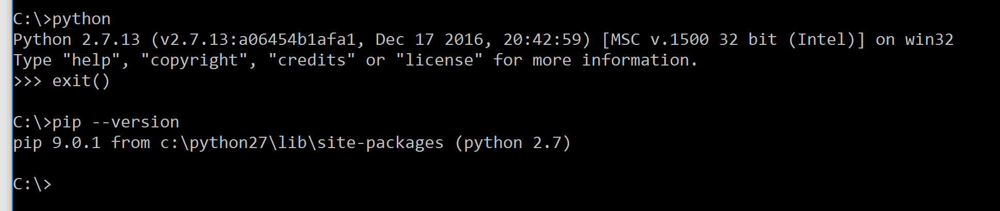 C:\>python
Python 2.7.13 (v2.7.13:a06454b1afa1, Dec 17 2016, 20:42:59) [MSC v.1500 32 bit (Intel)] on win32
Type "help", "copyright", "credits" or "license" for more information.
>>> exit()
C:\>pip --version
pip 9.0.1 from c:\python27\lib\site-packages (python 2.7)
C:\>